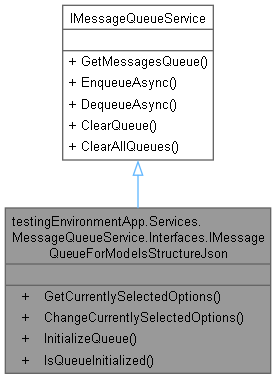 IMessageQueueService
+ GetMessagesQueue()
+ EnqueueAsync()
+ DequeueAsync()
+ ClearQueue()
+ ClearAllQueues()
testingEnvironmentApp.Services.
MessageQueueService.Interfaces.IMessage
QueueForModelsStructureJson
+ GetCurrentlySelectedOptions()
+ ChangeCurrentlySelectedOptions()
+ InitializeQueue()
+ IsQueueInitialized()